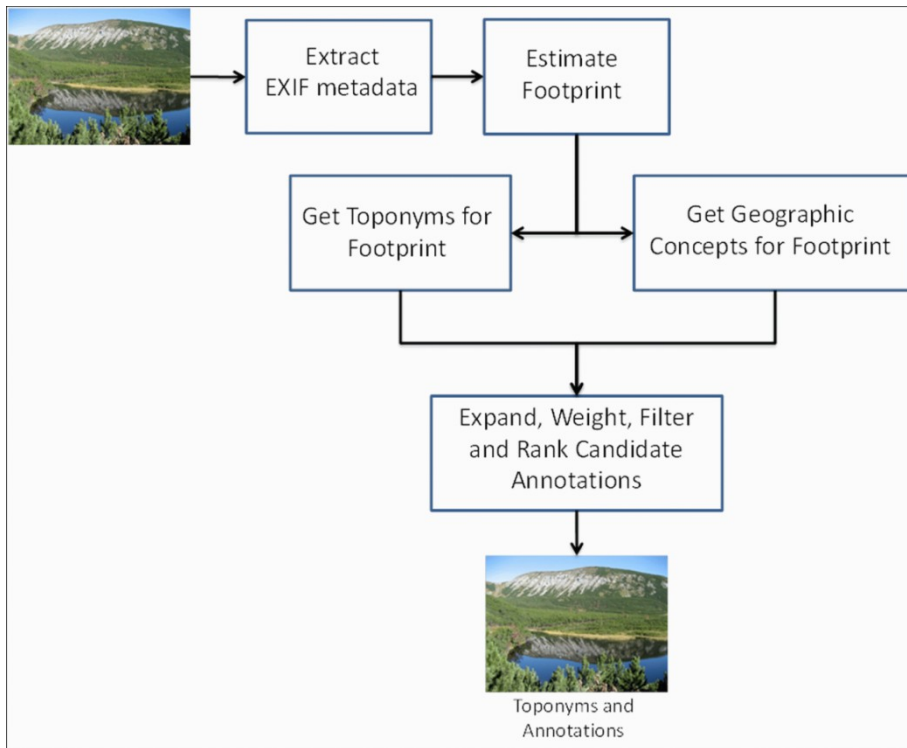 Extract
EXIF metadata
Estimate
Footprint
Get Toponyms for
Footprint
Get Geographic
Concepts for Footprint
Expand, Weight, Filter
and Rank Candidate
Annotations
Toponyms and
Annotations